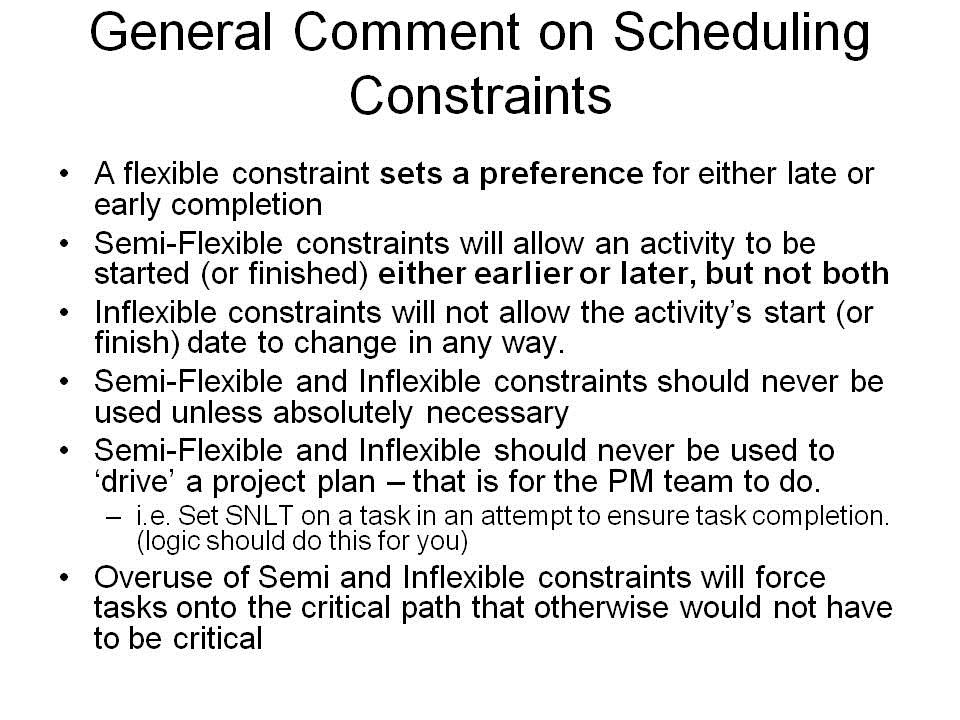 General Comment on Scheduling
Constraints
• A flexible constraint sets a preference for either late or
early completion
• Semi-Flexible constraints will allow an activity to be
started (or finished) either earlier or later, but not both
• Inflexible constraints will not allow the activity’s start (or
finish) date to change in any way.
• Semi-Flexible and Inflexible constraints should never be
used unless absolutely necessary
• Semi-Flexible and Inflexible should never be used to
‘drive’ a project plan – that is for the PM team to do.
– i.e. Set SNLT on a task in an attempt to ensure task completion.
(logic should do this for you)
• Overuse of Semi and Inflexible constraints will force
tasks onto the critical path that otherwise would not have
to be critical